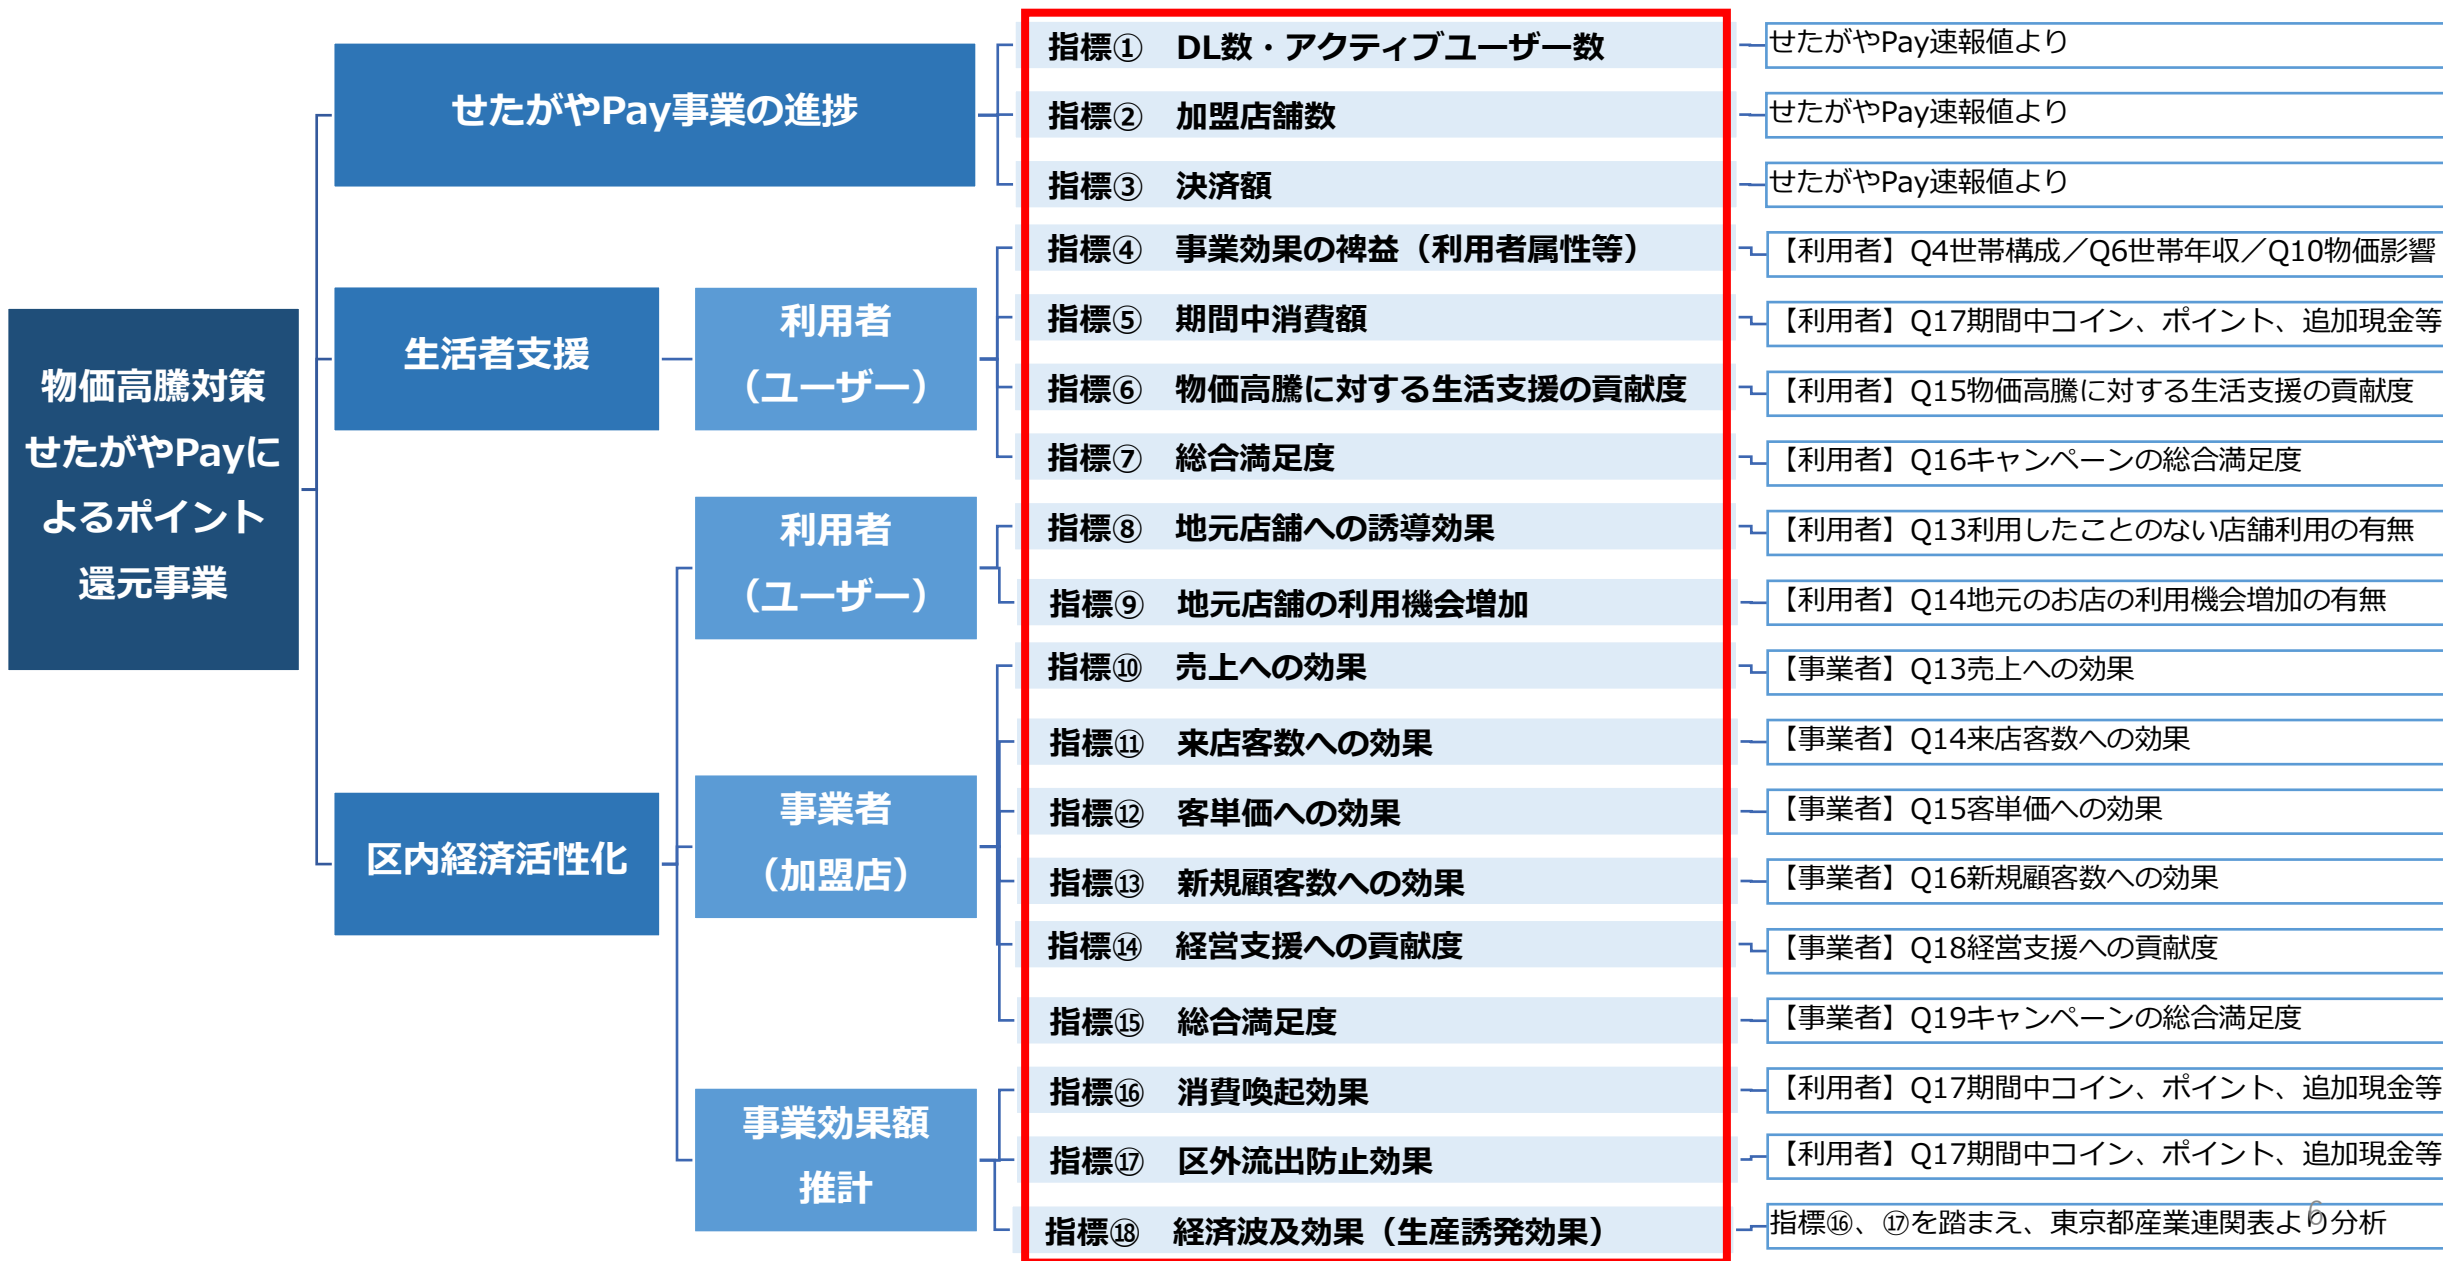 物価高騰対策
せたがやPayに
よるポイント
還元事業
せたがやPay事業の進捗
指標① DL数・アクティブユーザー数
せたがやPay速報値より
指標② 加盟店舗数
せたがやPay速報値より
指標③ 決済額
せたがやPay速報値より
生活者支援
利用者
（ユーザー）
指標④ 事業効果の裨益（利用者属性等）
【利用者】Q4世帯構成／Q6世帯年収／Q10物価影響
指標⑤ 期間中消費額
【利用者】Q17期間中コイン、ポイント、追加現金等
指標⑥ 物価高騰に対する生活支援の貢献度
【利用者】Q15物価高騰に対する生活支援の貢献度
指標⑦ 総合満足度
【利用者】Q16キャンペーンの総合満足度
区内経済活性化
利用者
（ユーザー）
指標⑧ 地元店舗への誘導効果
【利用者】Q13利用したことのない店舗利用の有無
指標⑨ 地元店舗の利用機会増加
【利用者】Q14地元のお店の利用機会増加の有無
事業者
（加盟店）
指標⑩ 売上への効果
【事業者】Q13売上への効果
指標⑪ 来店客数への効果
【事業者】Q14来店客数への効果
指標⑫ 客単価への効果
【事業者】Q15客単価への効果
指標⑬ 新規顧客数への効果
【事業者】Q16新規顧客数への効果
指標⑭ 経営支援への貢献度
【事業者】Q18経営支援への貢献度
指標⑮ 総合満足度
【事業者】Q19キャンペーンの総合満足度
事業効果額
推計
指標⑯ 消費喚起効果
【利用者】Q17期間中コイン、ポイント、追加現金等
指標⑰ 区外流出防止効果
【利用者】Q17期間中コイン、ポイント、追加現金等
指標⑱ 経済波及効果（生産誘発効果）
指標⑯、⑰を踏まえ、東京都産業連関表より分析
6